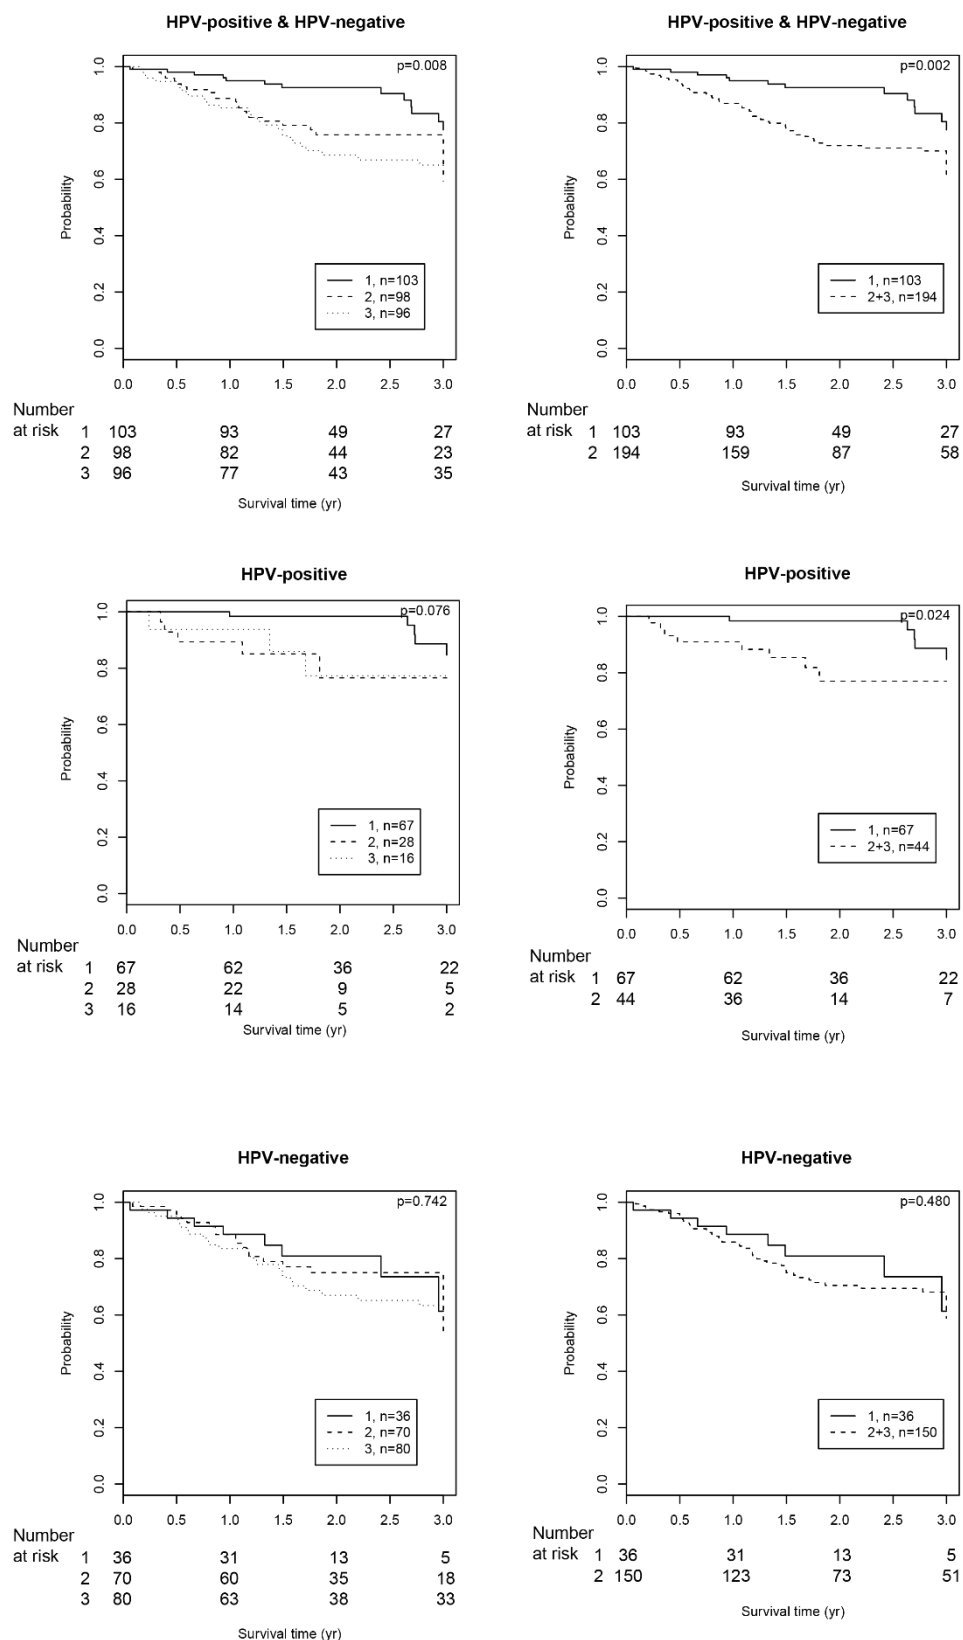 HPV-positive & HPV-negative
p=0.008
Probability
1.0
0.8
0.6
0.4
0.2
0.0
1, n=103
2, n=98
3, n=96
0.0 0.5 1.0 1.5 2.0 2.5 3.0
Number
at risk 1 103 93 49 27
2 98 82 44 23
3 96 77 43 35
Survival time (yr)
HPV-positive & HPV-negative
p=0.002
Probability
1.0
0.8
0.6
0.4
0.2
0.0
1, n=103
2+3, n=194
0.0 0.5 1.0 1.5 2.0 2.5 3.0
Number
at risk 1 103 93 49 27
2 194 159 87 58
Survival time (yr)
HPV-positive
p=0.076
Probability
1.0
0.8
0.6
0.4
0.2
0.0
1, n=67
2, n=28
3, n=16
0.0 0.5 1.0 1.5 2.0 2.5 3.0
Number
at risk 1 67 62 36 22
2 28 22 9 5
3 16 14 5 2
Survival time (yr)
HPV-positive
p=0.024
Probability
1.0
0.8
0.6
0.4
0.2
0.0
1, n=67
2+3, n=44
0.0 0.5 1.0 1.5 2.0 2.5 3.0
Number
at risk 1 67 62 36 22
2 44 36 14 7
Survival time (yr)
HPV-negative
p=0.742
Probability
1.0
0.8
0.6
0.4
0.2
0.0
1, n=36
2, n=70
3, n=80
0.0 0.5 1.0 1.5 2.0 2.5 3.0
Number
at risk 1 36 31 13 5
2 70 60 35 18
3 80 63 38 33
Survival time (yr)
HPV-negative
p=0.480
Probability
1.0
0.8
0.6
0.4
0.2
0.0
1, n=36
2+3, n=150
0.0 0.5 1.0 1.5 2.0 2.5 3.0
Number
at risk 1 36 31 13 5
2 150 123 73 51
Survival time (yr)